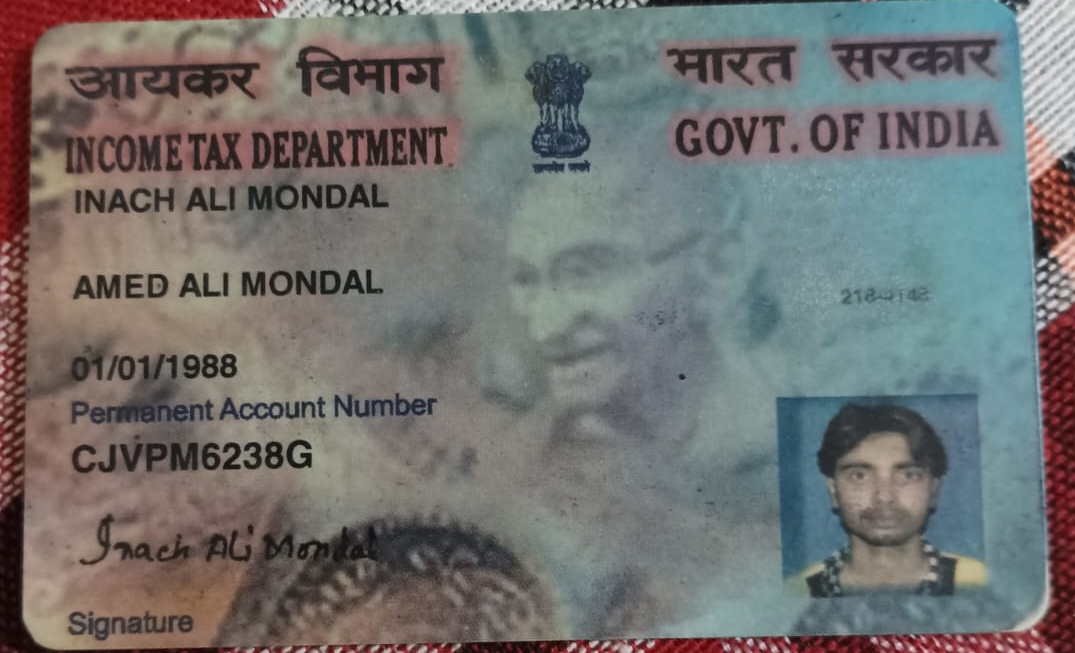 आयकर विभाग
INCOME TAX DEPARTMENT
भारत सरकार
GOVT. OF INDIA
INACH ALI MONDAL
AMED ALI MONDAL
01/01/1988
Permanent Account Number
CJVPM6238G
Inach Ali Mondal
Signature